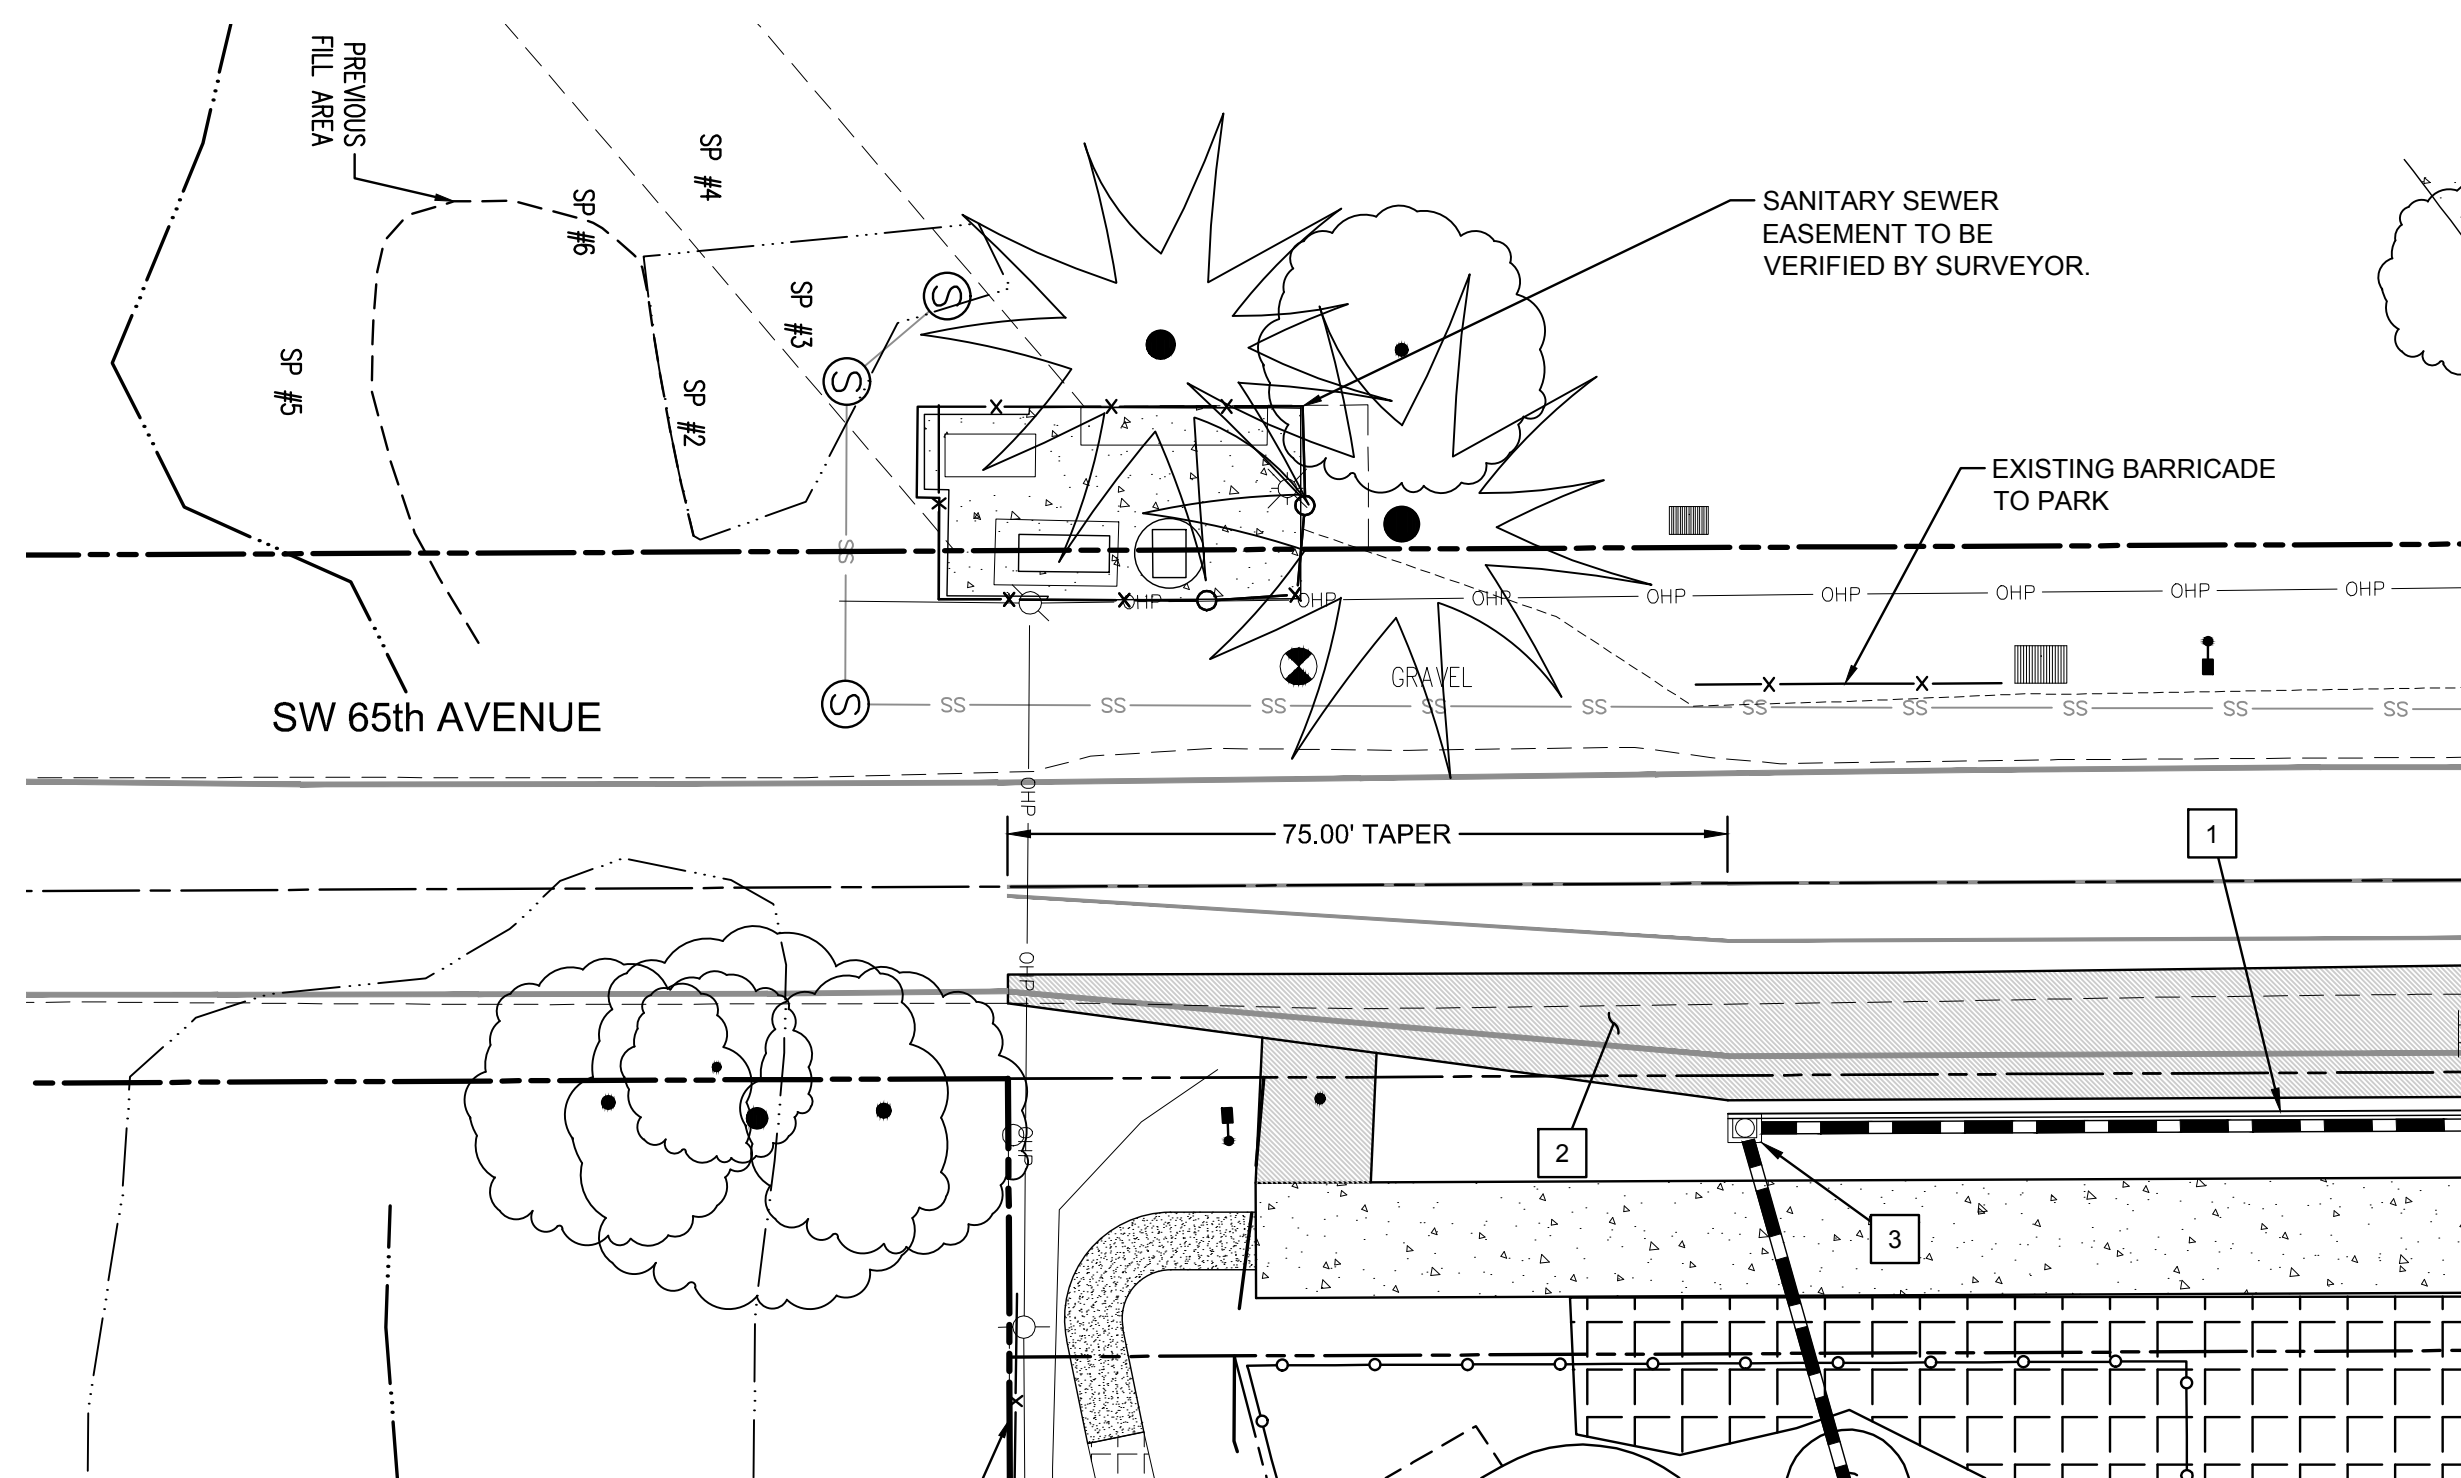 PREVIOUS
FILL AREA
SP #4
SP #6
SP #3
SP #5
SP #2
SANITARY SEWER
EASEMENT TO BE
VERIFIED BY SURVEYOR.
EXISTING BARRICADE
TO PARK
S
S
SS
OHP
OHP
OHP
OHP
OHP
OHP
OHP
OHP
GRAVEL
S
SS
SS
SS
SS
SS
SS
SS
SS
SS
SS
SW 65th AVENUE
OHP
75.00' TAPER
1
OHP
OHP
2
3